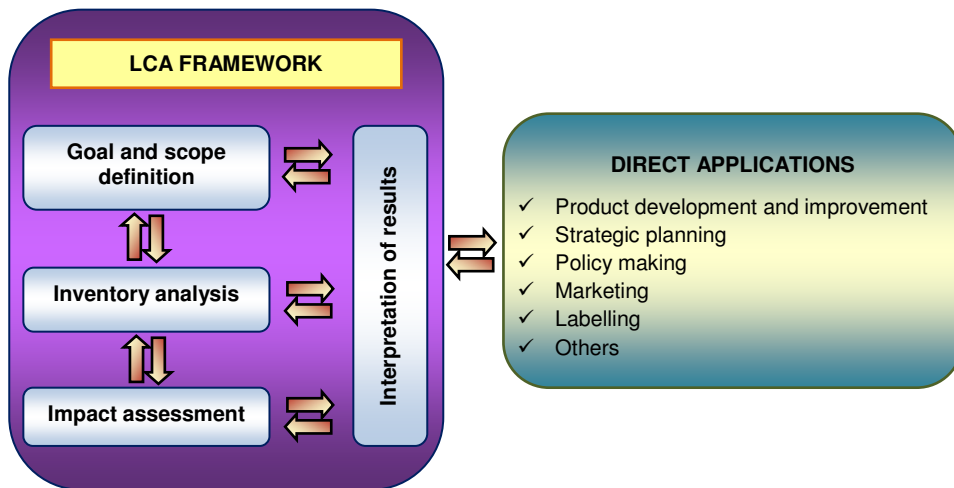 LCA FRAMEWORK
Goal and scope
definition
Inventory analysis
Impact assessment
Interpretation of results
DIRECT APPLICATIONS
✓ Product development and improvement
✓ Strategic planning
✓ Policy making
✓ Marketing
✓ Labelling
✓ Others